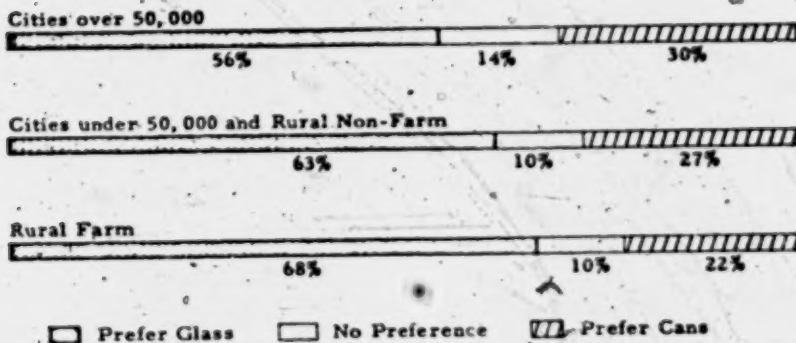 Cities over 50,000
56% 14% 30%
Cities under 50,000 and Rural Non-Farm
63% 10% 27%
Rural Farm
68% 10% 22%
Prefer Glass No Preference Prefer Cans